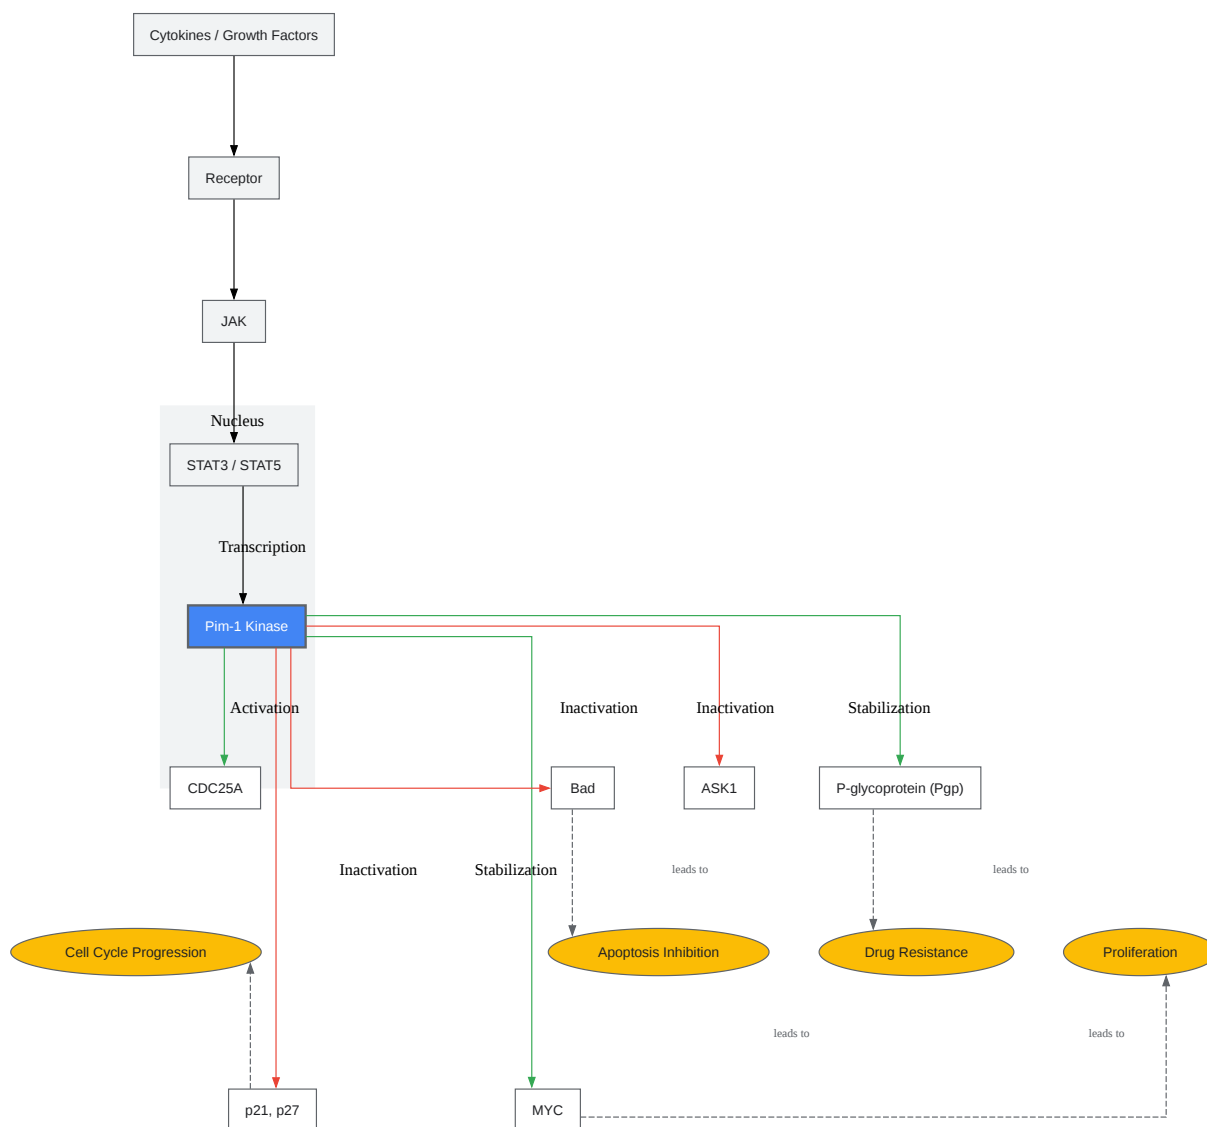 Cytokines / Growth Factors
Receptor
JAK
Nucleus
STAT3 / STAT5
Transcription
Pim-1 Kinase
Activation
Inactivation
Inactivation
Stabilization
CDC25A
Bad
ASK1
P-glycoprotein (Pgp)
Inactivation
Stabilization
leads to
leads to
Cell Cycle Progression
Apoptosis Inhibition
Drug Resistance
Proliferation
leads to
leads to
p21, p27
MYC